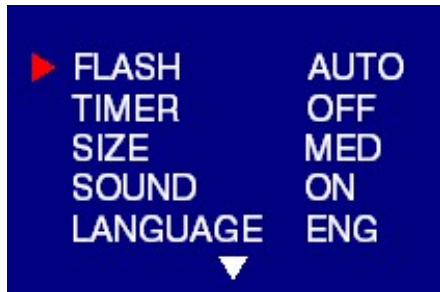 FLASH AUTO
TIMER OFF
SIZE MED
SOUND ON
LANGUAGE ENG